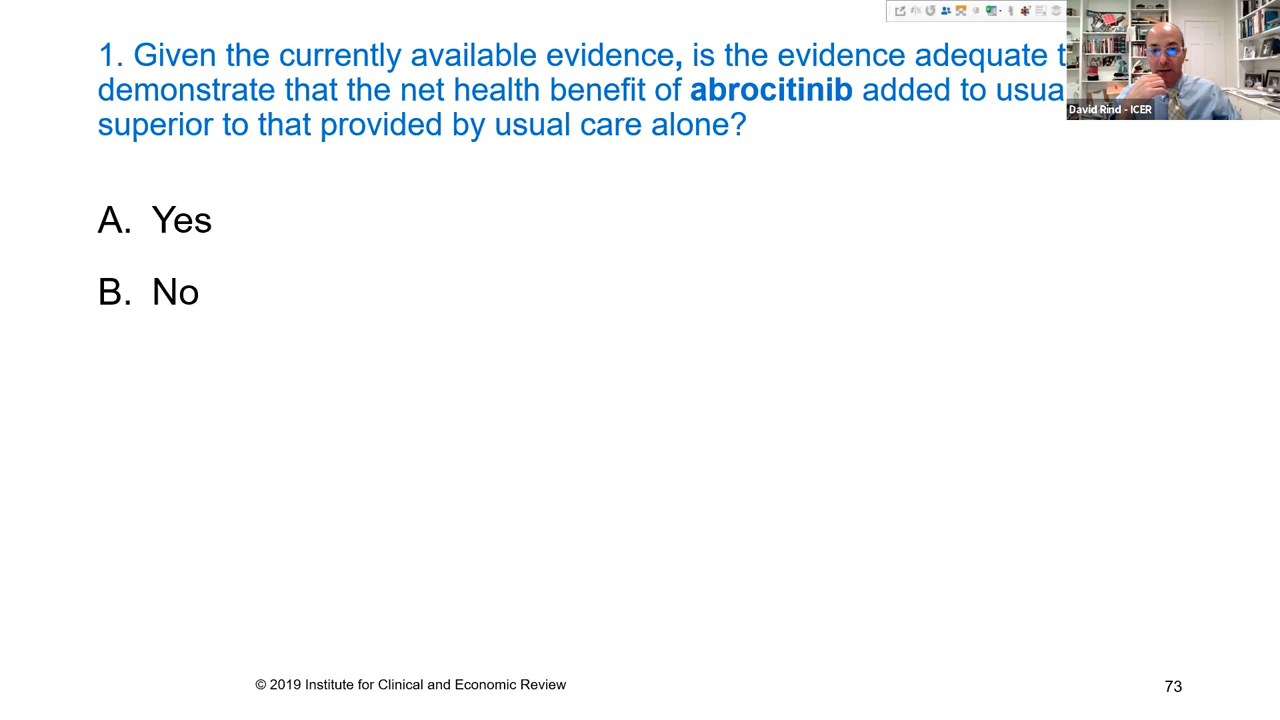 1. Given the currently available evidence, is the evidence adequate t
demonstrate that the net health benefit of abrocitinib added to usua
superior to that provided by usual care alone?
David Rind - ICER
A. Yes
B. No
© 2019 Institute for Clinical and Economic Review
73